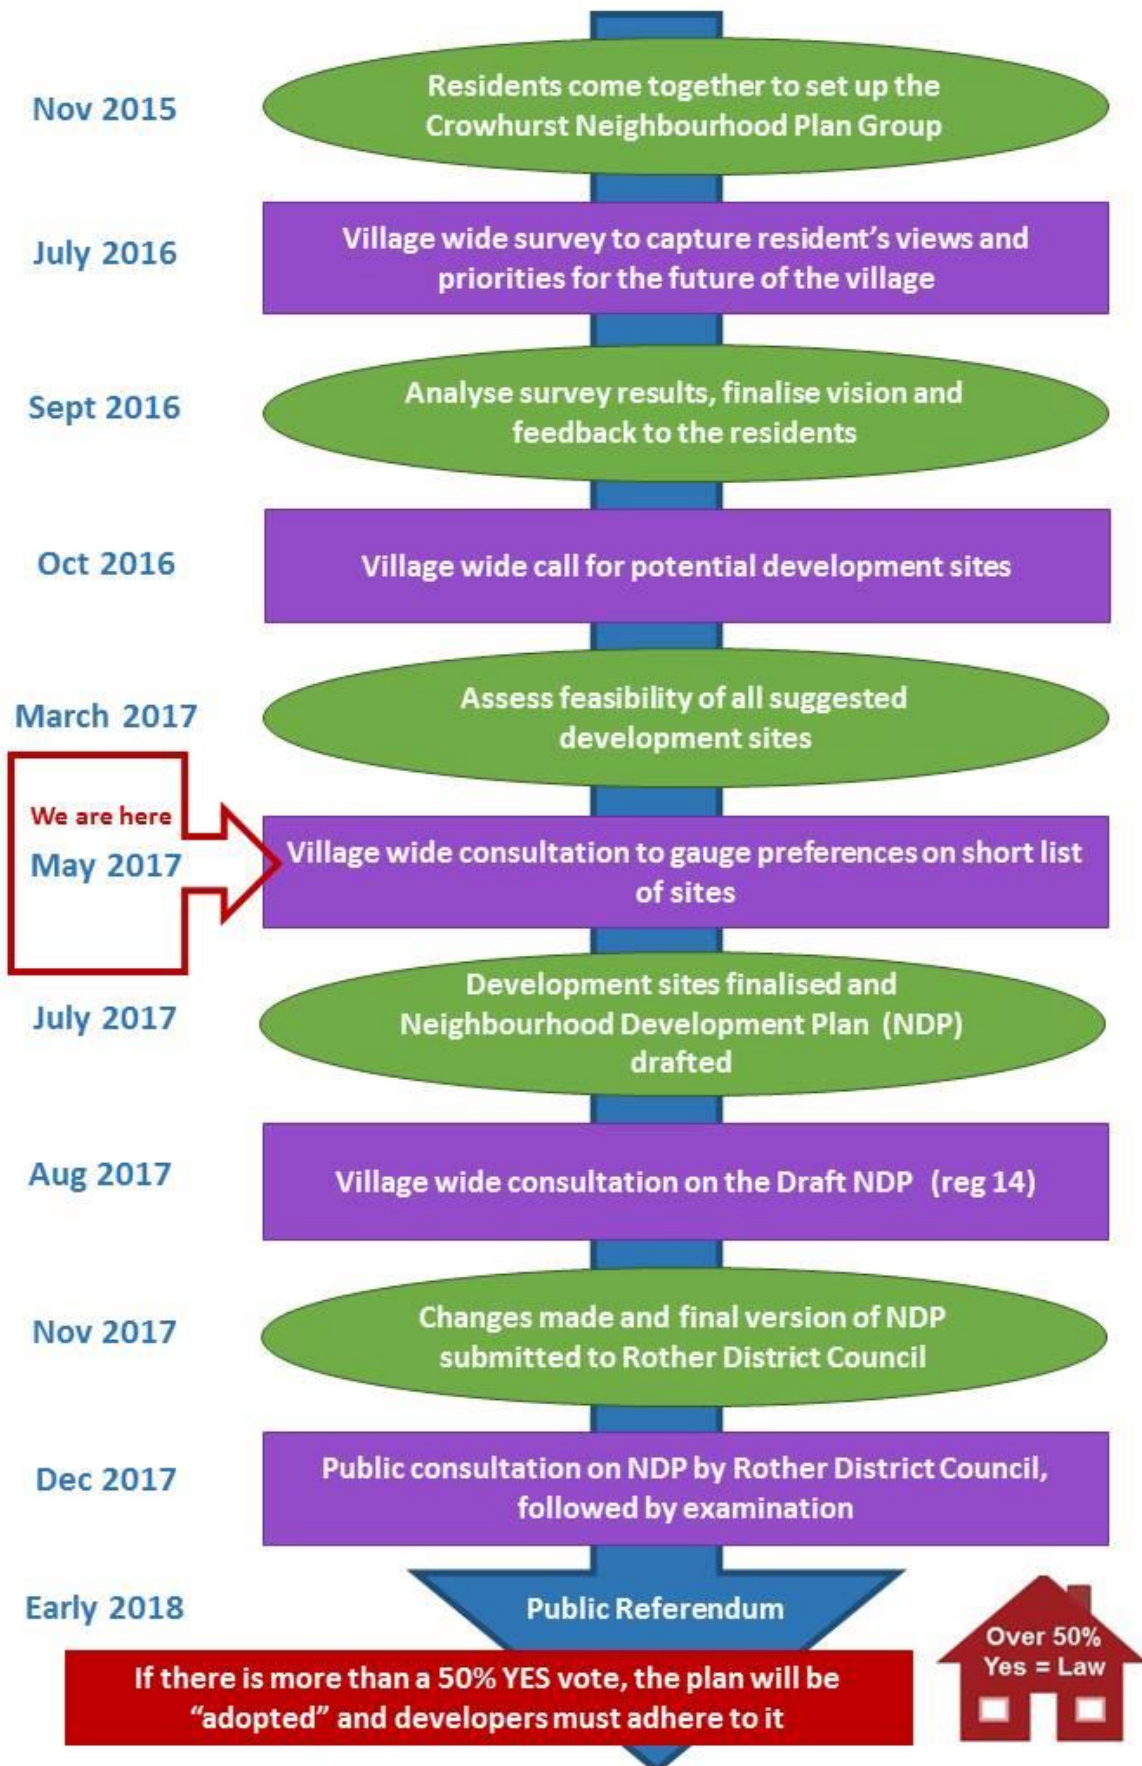 Nov 2015
Residents come together to set up the
Crowhurst Neighbourhood Plan Group
July 2016
Village wide survey to capture resident’s views and
priorities for the future of the village
Sept 2016
Analyse survey results, finalise vision and
feedback to the residents
Oct 2016
Village wide call for potential development sites
March 2017
Assess feasibility of all suggested
development sites
We are here
May 2017
Village wide consultation to gauge preferences on short list
of sites
July 2017
Development sites finalised and
Neighbourhood Development Plan (NDP)
drafted
Aug 2017
Village wide consultation on the Draft NDP (reg 14)
Nov 2017
Changes made and final version of NDP
submitted to Rother District Council
Dec 2017
Public consultation on NDP by Rother District Council,
followed by examination
Early 2018
Public Referendum
If there is more than a 50% YES vote, the plan will be
“adopted” and developers must adhere to it
Over 50%
Yes = Law